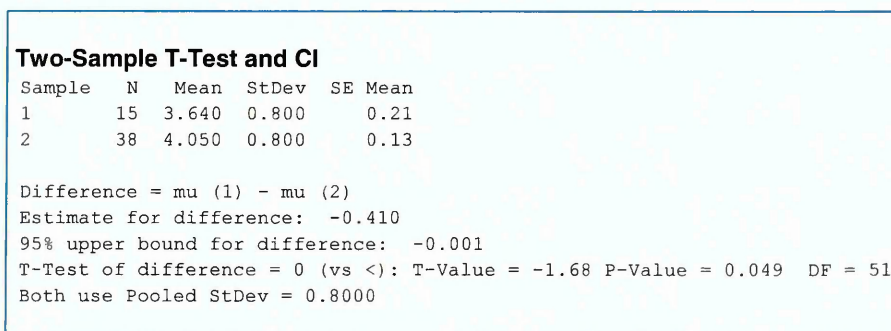 Two-Sample T-Test and CI
Sample N Mean StDev SE Mean
1 15 3.640 0.800 0.21
2 38 4.050 0.800 0.13
Difference = mu (1) - mu (2)
Estimate for difference: -0.410
95% upper bound for difference: -0.001
T-Test of difference = 0 (vs <): T-Value = -1.68 P-Value = 0.049 DF = 51
Both use Pooled StDev = 0.8000